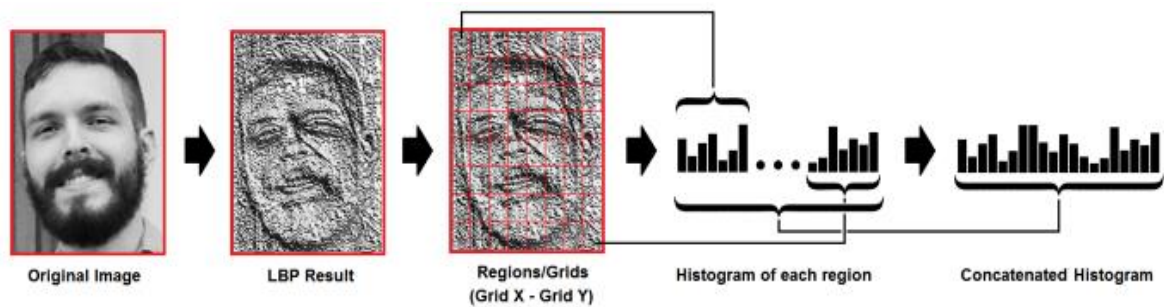 Original Image
LBP Result
Regions/Grids
(Grid X - Grid Y)
Histogram of each region
Concatenated Histogram